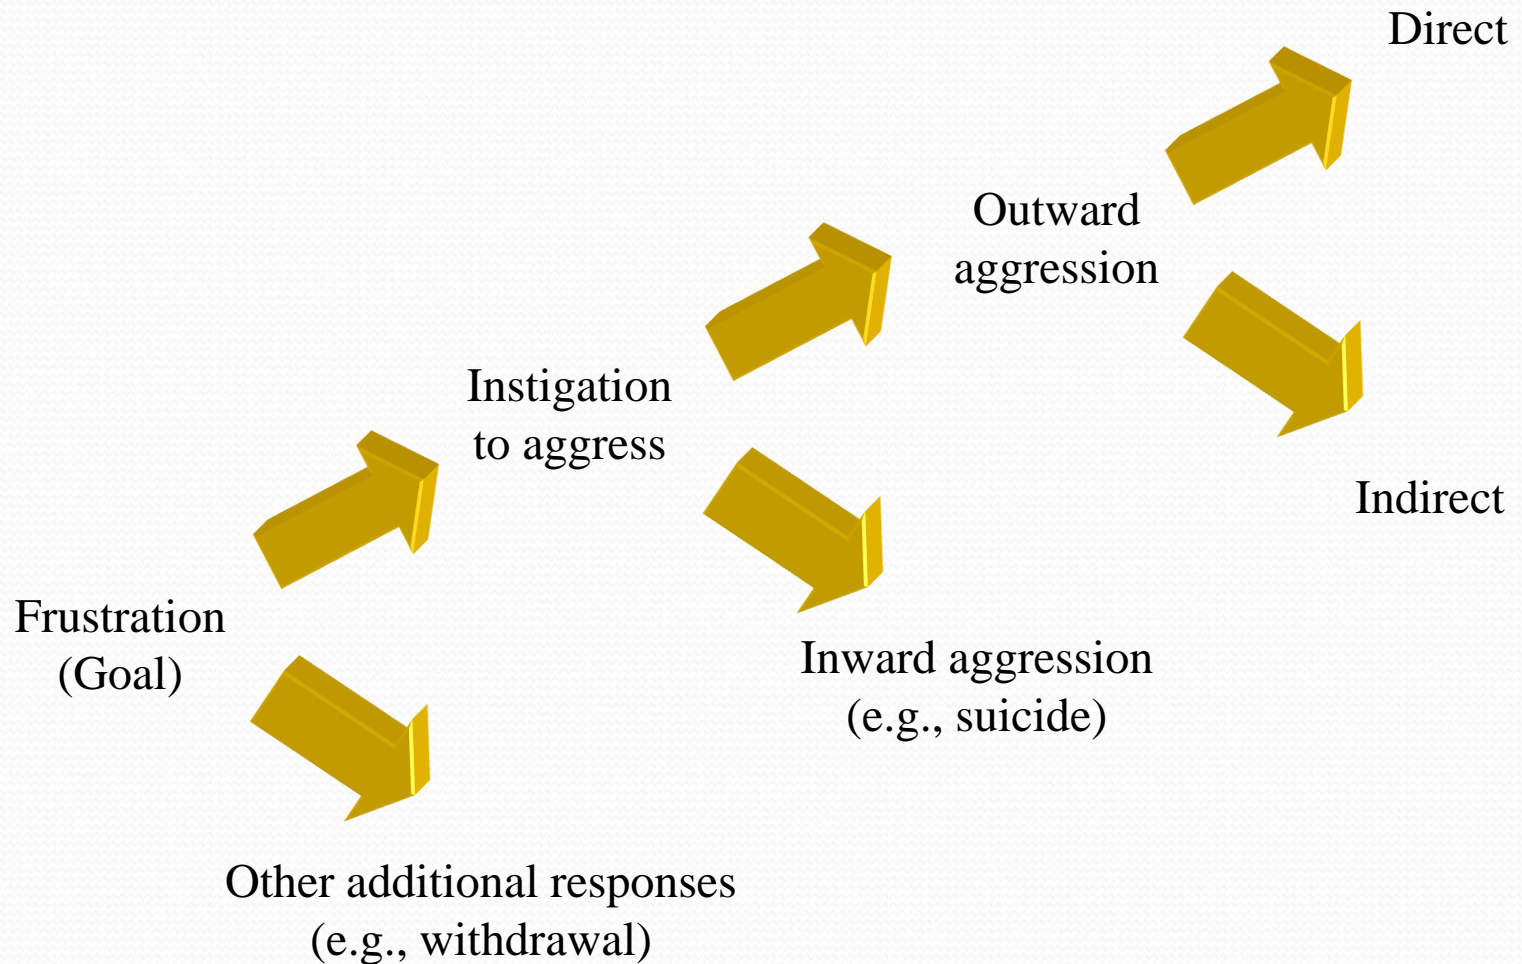 Direct
Outward
aggression
Instigation
to aggress
Indirect
Frustration
(Goal)
Inward aggression
(e.g., suicide)
Other additional responses
(e.g., withdrawal)